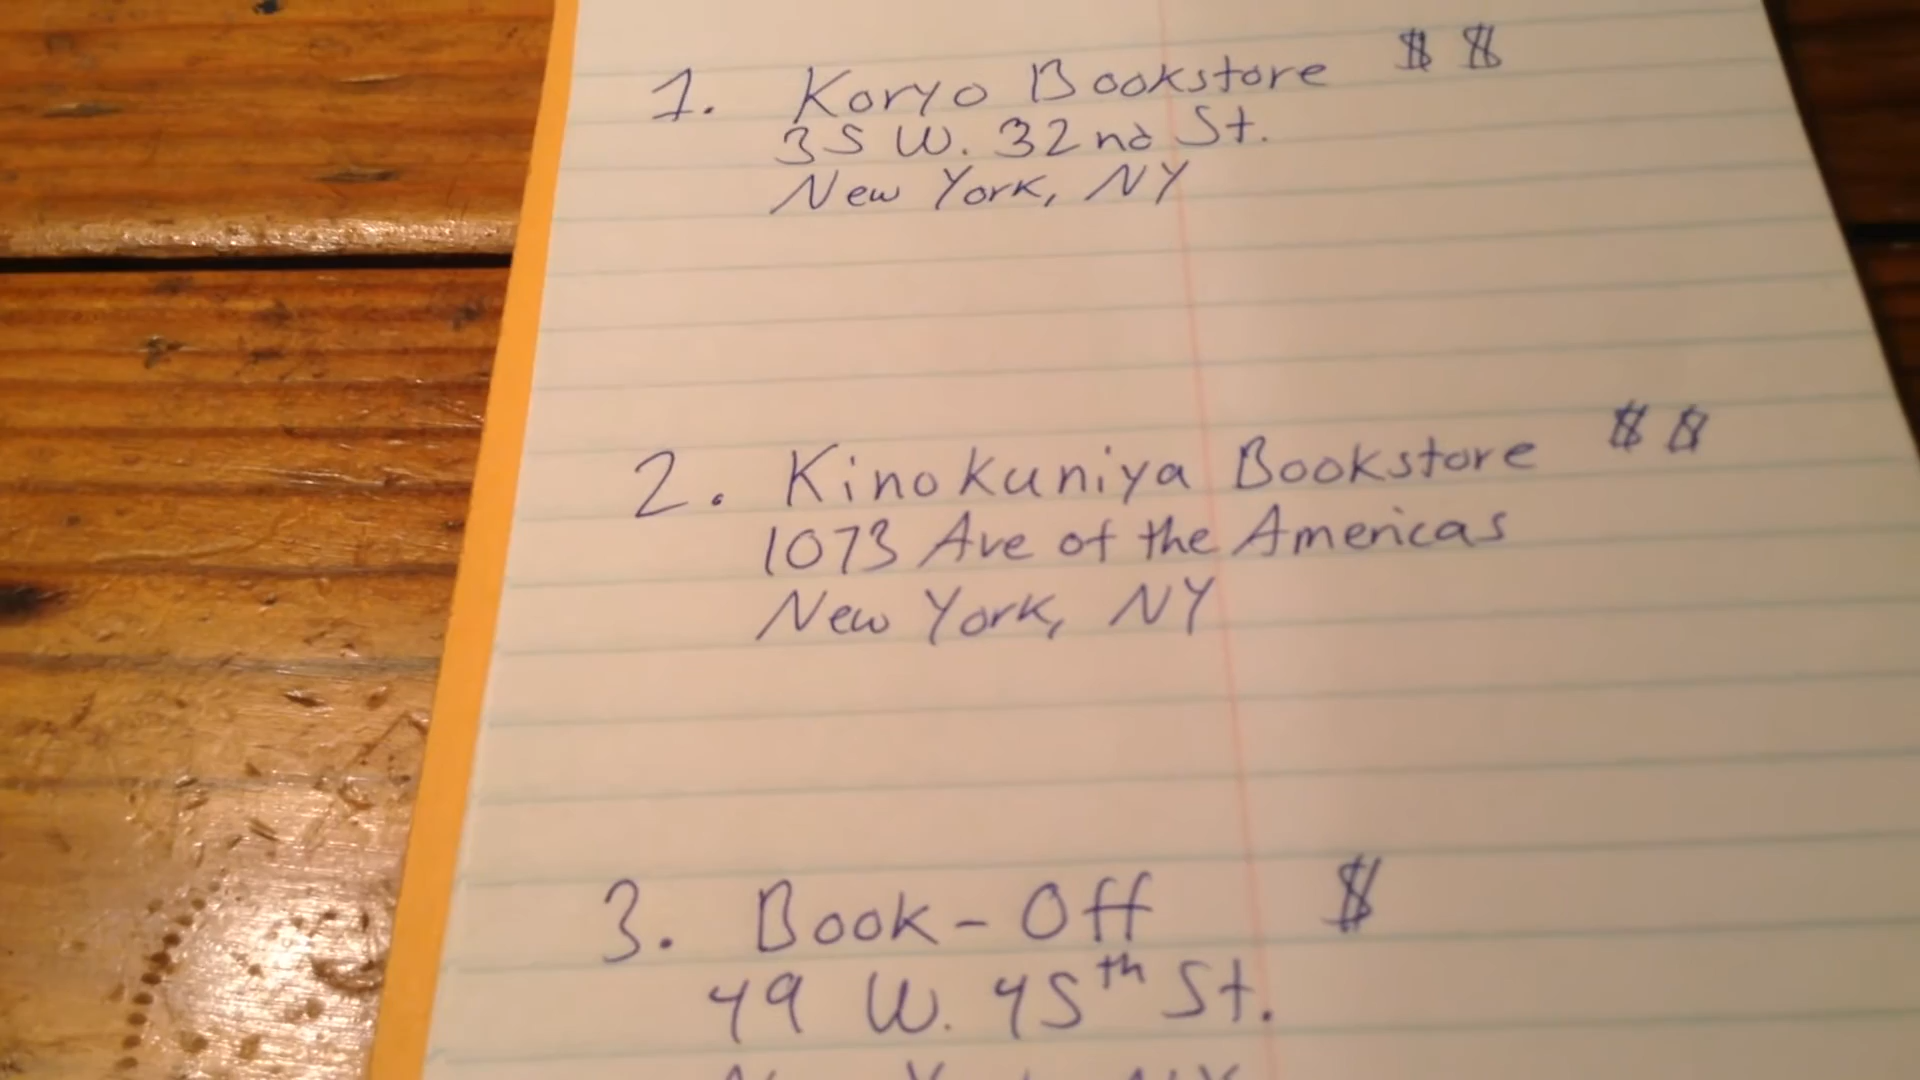 1. Koryo Bookstore $ $
35 W. 32nd St.
New York, NY
2. Kinokuniya Bookstore $ $
1073 Ave of the Americas
New York, NY
3. Book-Off $
49 W. 45th St.